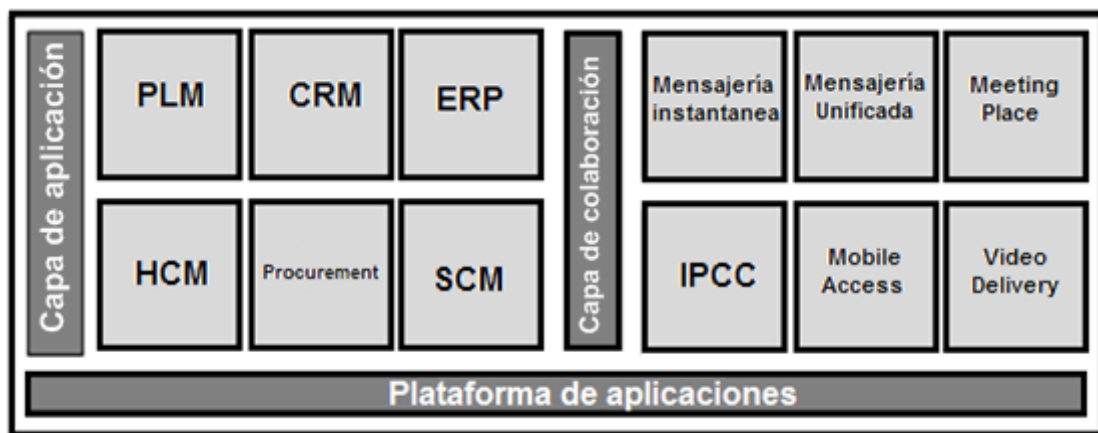 Capa de aplicación
PLM
CRM
ERP
HCM
Procurement
SCM
Capa de colaboración
Mensajería
instantanea
Mensajería
Unificada
Meeting
Place
IPCC
Mobile
Access
Video
Delivery
Plataforma de aplicaciones